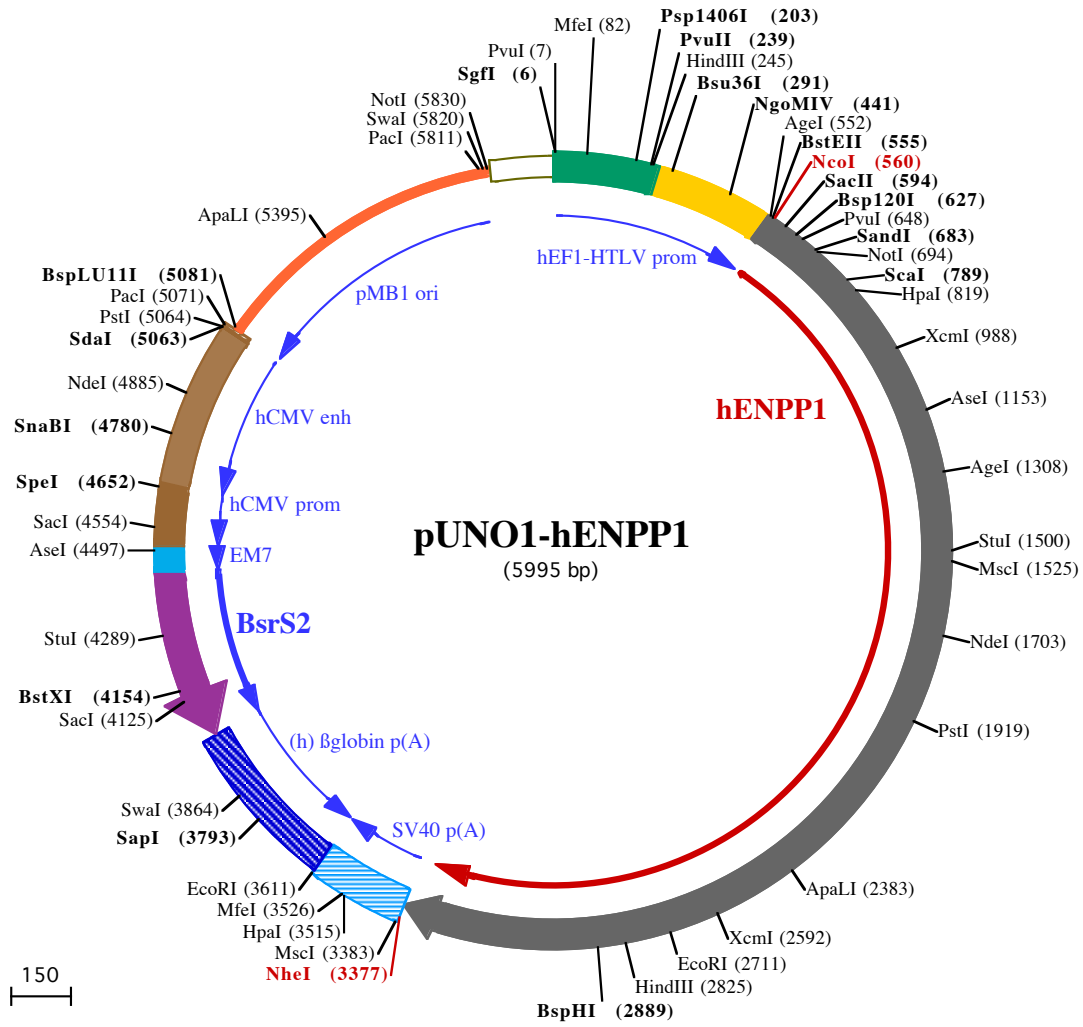 MfeI (82)
Psp1406I (203)
PvuII (239)
HindIII (245)
Bsu36I (291)
NgoMIV (441)
AgeI (552)
BstEII (555)
NcoI (560)
SacII (594)
Bsp120I (627)
PvuI (648)
SandI (683)
NotI (694)
ScaI (789)
HpaI (819)
XcmI (988)
AseI (1153)
AgeI (1308)
StuI (1500)
MscI (1525)
NdeI (1703)
PstI (1919)
ApaLI (2383)
XcmI (2592)
EcoRI (2711)
HindIII (2825)
BspHI (2889)
NheI (3377)
MscI (3383)
HpaI (3515)
MfeI (3526)
EcoRI (3611)
SapI (3793)
SwaI (3864)
SacI (4125)
BstXI (4154)
StuI (4289)
AseI (4497)
SacI (4554)
SpeI (4652)
SnaBI (4780)
NdeI (4885)
SdaI (5063)
PstI (5064)
PacI (5071)
BspLU11I (5081)
ApaLI (5395)
PacI (5811)
SwaI (5820)
NotI (5830)
SgfI (6)
PvuI (7)
hEF1-HTLV prom
hENPP1
pMB1 ori
hCMV enh
hCMV prom
EM7
BsrS2
(h) ßglobin p(A)
SV40 p(A)
pUNO1-hENPP1
(5995 bp)
150